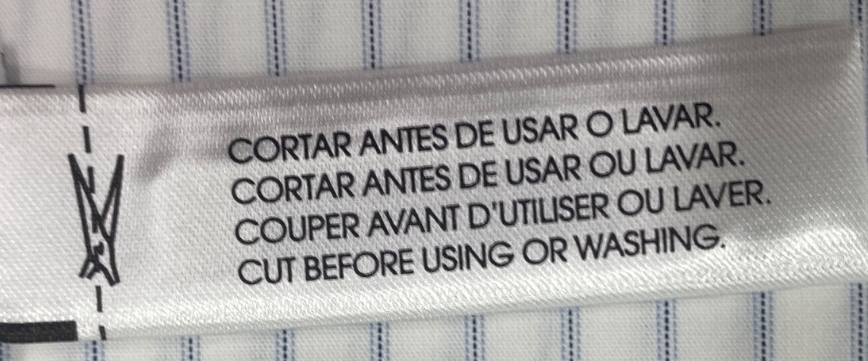 CORTAR ANTES DE USAR O LAVAR.
CORTAR ANTES DE USAR OU LAVAR.
COUPER AVANT D'UTILISER OU LAVER.
CUT BEFORE USING OR WASHING.